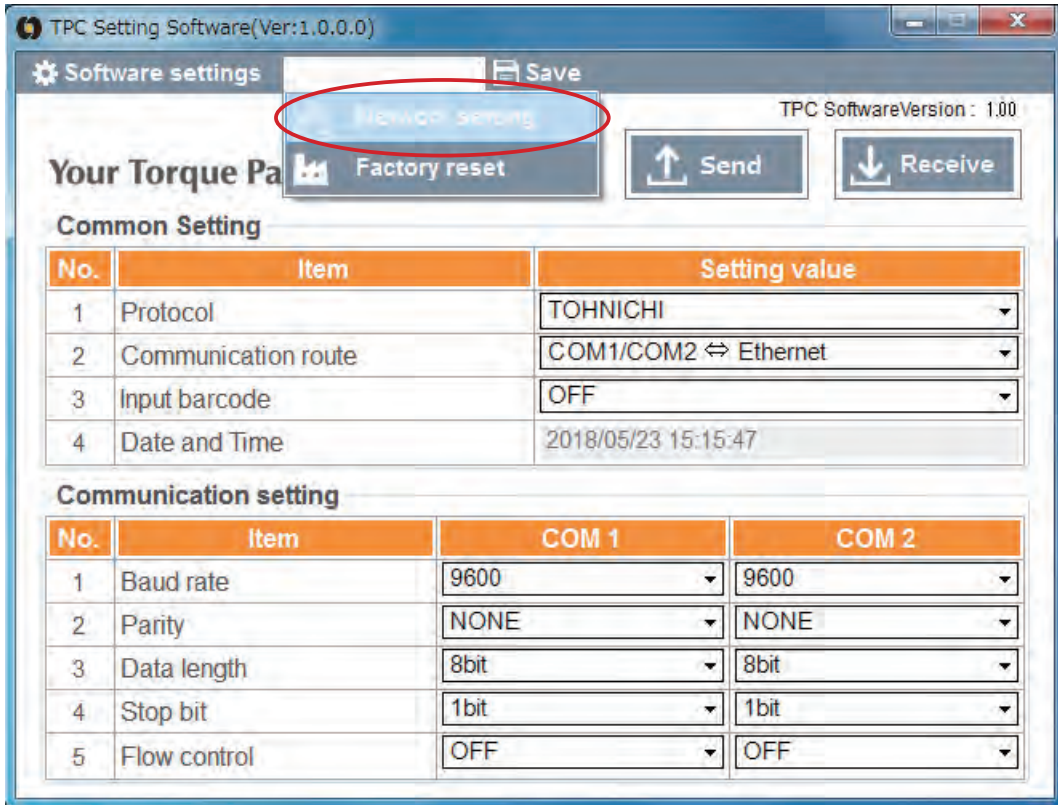 TPC Setting Software(Ver:1.0.0.0)
Software settings Save
Network setting
TPC SoftwareVersion : 1.00
Factory reset
Your Torque Pa
Send Receive
Common Setting
No. Item Setting value
1 Protocol TOHNICHI
2 Communication route COM1/COM2 ⇔ Ethernet
3 Input barcode OFF
4 Date and Time 2018/05/23 15:15:47
Communication setting
No. Item COM 1 COM 2
1 Baud rate 9600 9600
2 Parity NONE NONE
3 Data length 8bit 8bit
4 Stop bit 1bit 1bit
5 Flow control OFF OFF